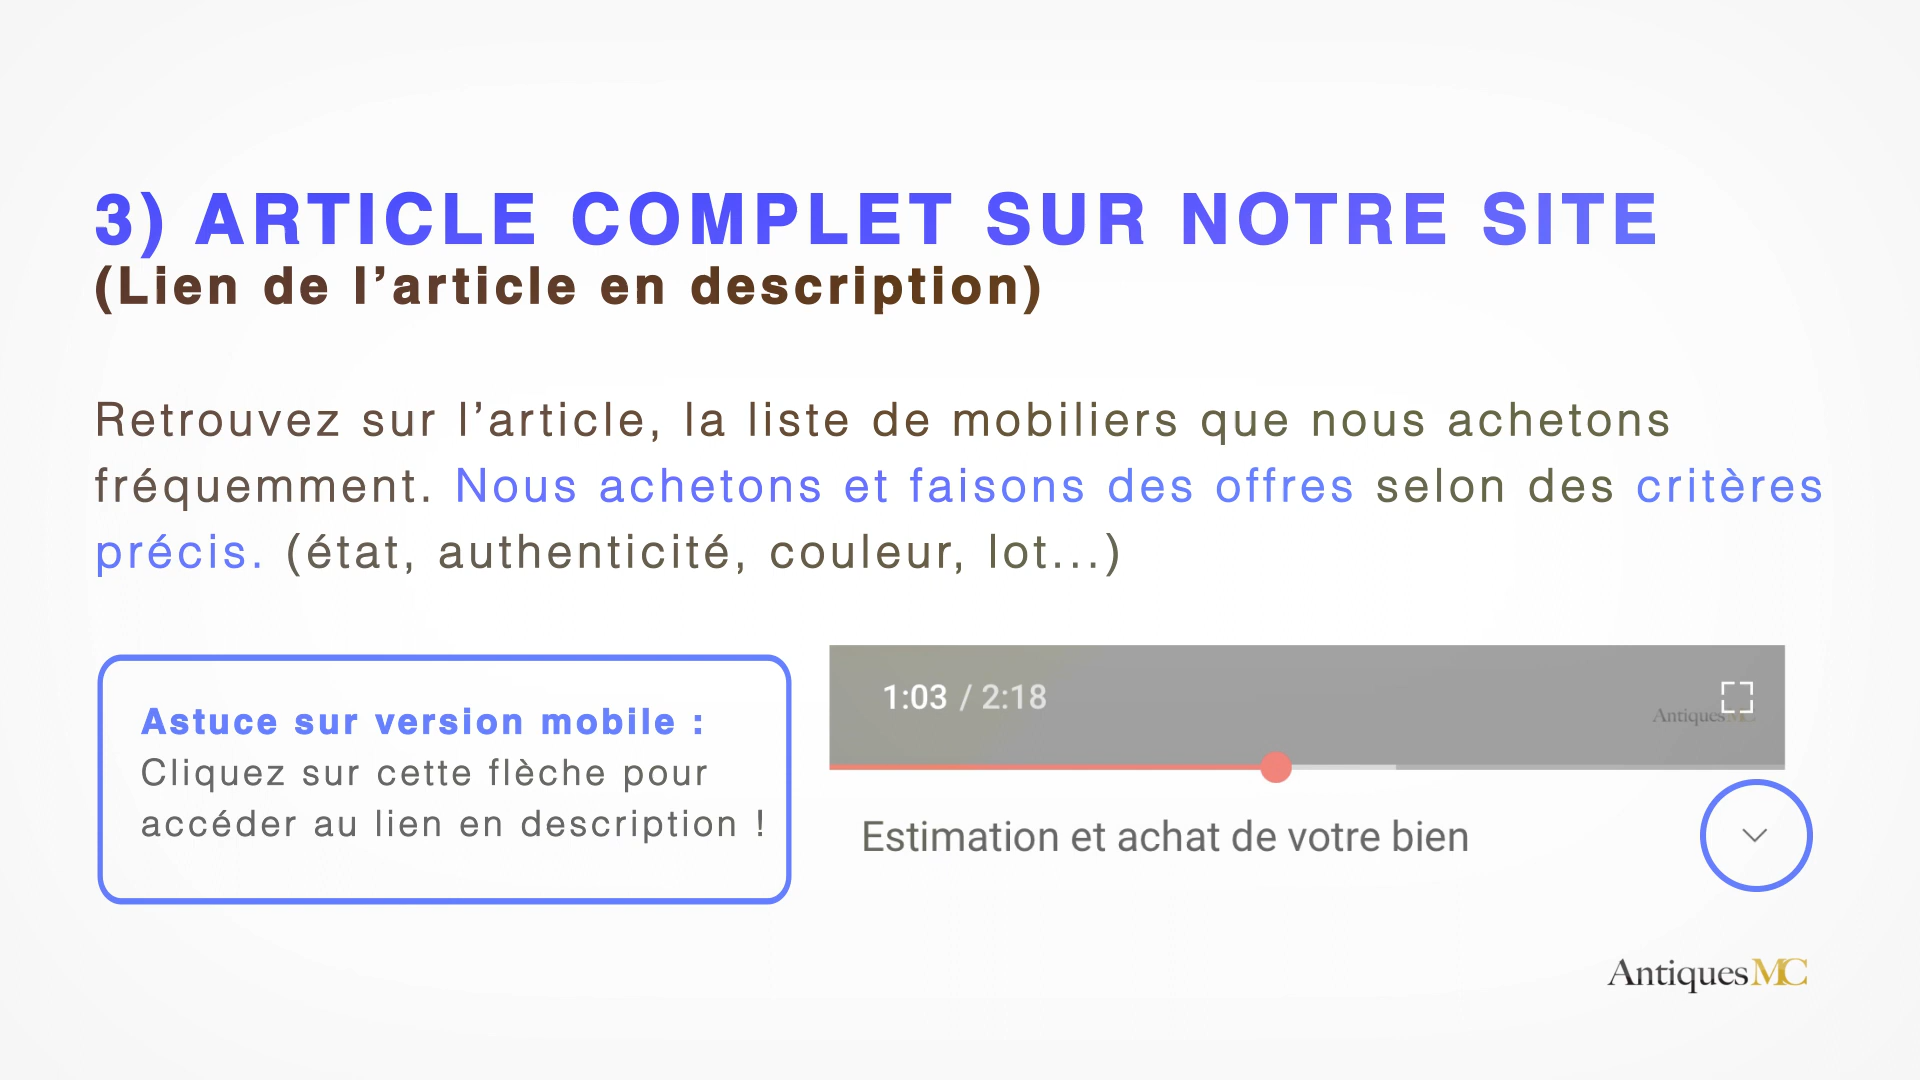 3) ARTICLE COMPLET SUR NOTRE SITE
(Lien de l’article en description)
Retrouvez sur l’article, la liste de mobiliers que nous achetons
fréquemment. Nous achetons et faisons des offres selon des critères
précis. (état, authenticité, couleur, lot...)
Astuce sur version mobile :
Cliquez sur cette flèche pour
accéder au lien en description !
1:03 / 2:18
AntiquesMC
Estimation et achat de votre bien
AntiquesMC